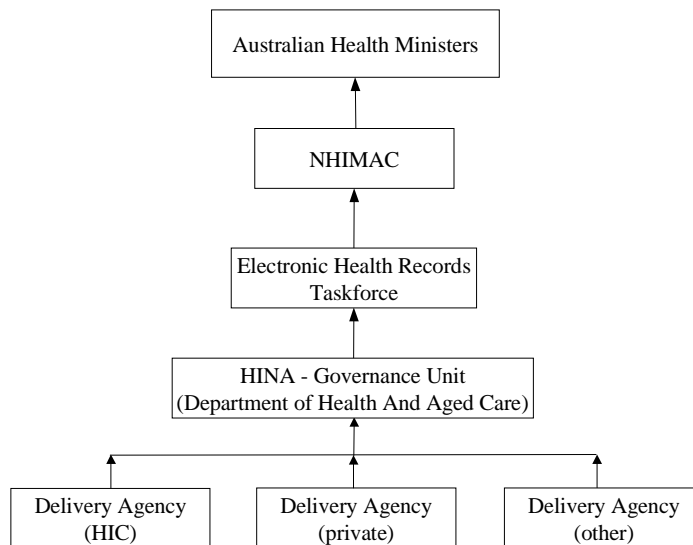 Australian Health Ministers
NHIMAC
Electronic Health Records
Taskforce
HINA - Governance Unit
(Department of Health And Aged Care)
Delivery Agency
(HIC)
Delivery Agency
(private)
Delivery Agency
(other)